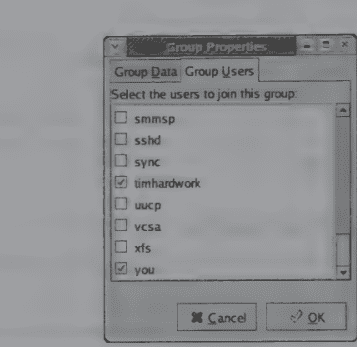 Group Properties
Group Data Group Users
Select the users to join this group:
smmsp
sshd
sync
timhardwork
uucp
vcsa
xfs
you
Cancel OK